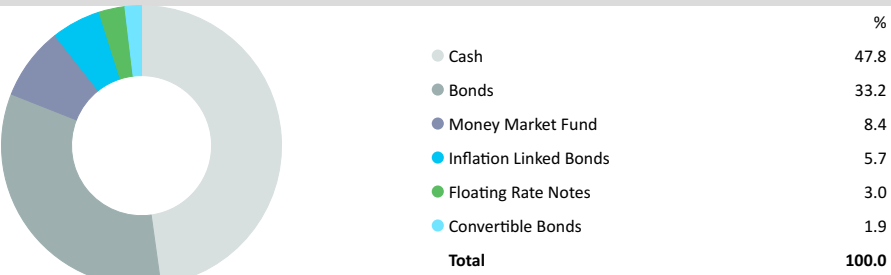 %
Cash 47.8
Bonds 33.2
Money Market Fund 8.4
Inflation Linked Bonds 5.7
Floating Rate Notes 3.0
Convertible Bonds 1.9
Total 100.0